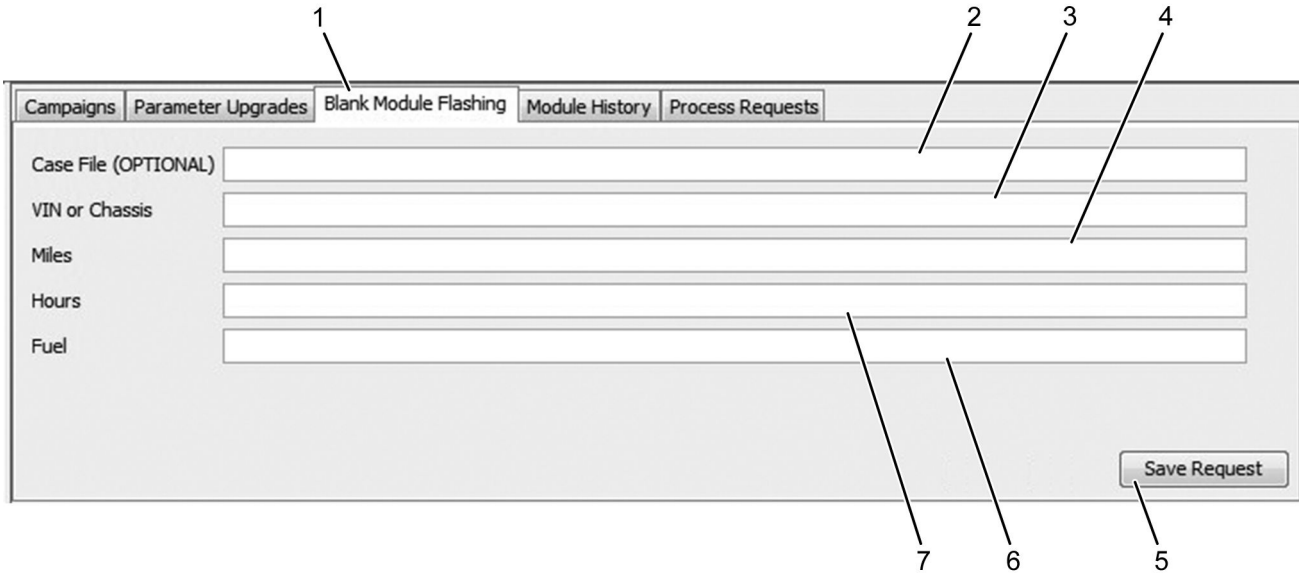 1 2 3 4
Campaigns Parameter Upgrades Blank Module Flashing Module History Process Requests
Case File (OPTIONAL)
VIN or Chassis
Miles
Hours
Fuel
Save Request
7 6 5